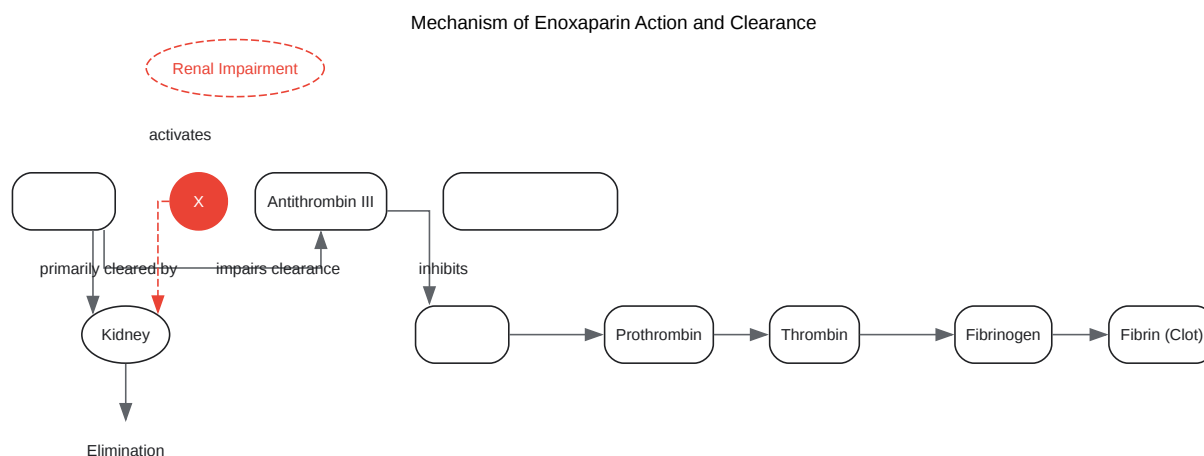 Mechanism of Enoxaparin Action and Clearance
Renal Impairment
activates
X
Antithrombin III
primarily cleared by
impairs clearance
inhibits
Kidney
Prothrombin
Thrombin
Fibrinogen
Fibrin (Clot)
Elimination